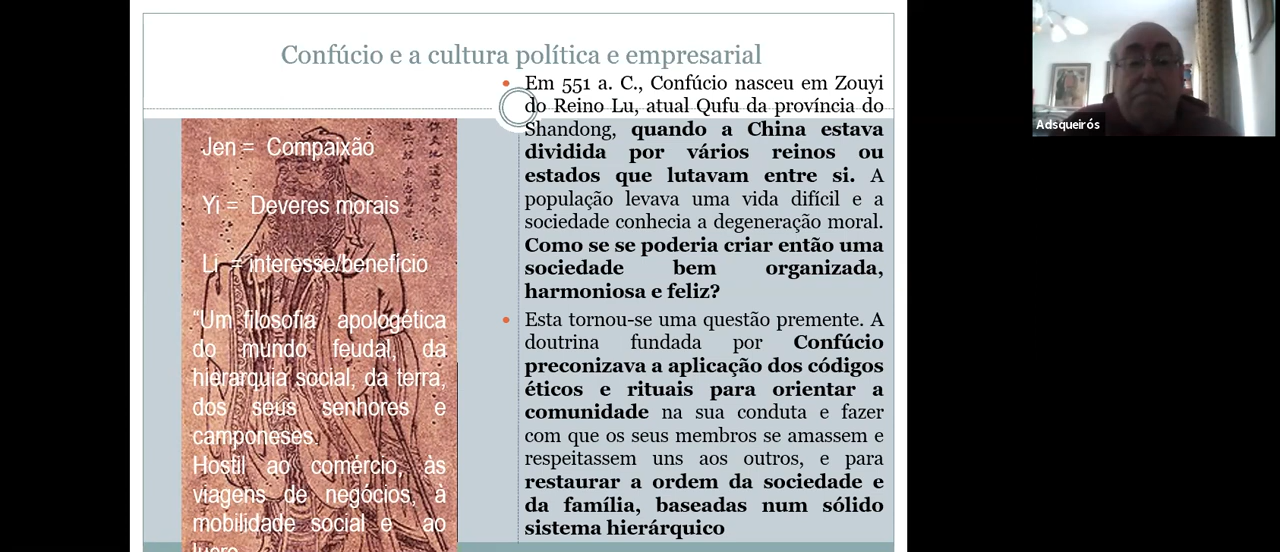 Confúcio e a cultura política e empresarial
Jen = Compaixão
Yi = Deveres morais
Li = interesse/benefício
“Um filosofia apologética
do mundo feudal, da
hierarquia social, da terra,
dos seus senhores e
camponeses.
Hostil ao comércio, às
viagens de negócios, à
mobilidade social e ao
lucro
Em 551 a. C., Confúcio nasceu em Zouyi
do Reino Lu, atual Qufu da província do
Shandong, quando a China estava
dividida por vários reinos ou
estados que lutavam entre si. A
população levava uma vida difícil e a
sociedade conhecia a degeneração moral.
Como se se poderia criar então uma
sociedade bem organizada,
harmoniosa e feliz?
Esta tornou-se uma questão premente. A
doutrina fundada por Confúcio
preconizava a aplicação dos códigos
éticos e rituais para orientar a
comunidade na sua conduta e fazer
com que os seus membros se amassem e
respeitassem uns aos outros, e para
restaurar a ordem da sociedade e
da família, baseadas num sólido
sistema hierárquico
Adsqueirós